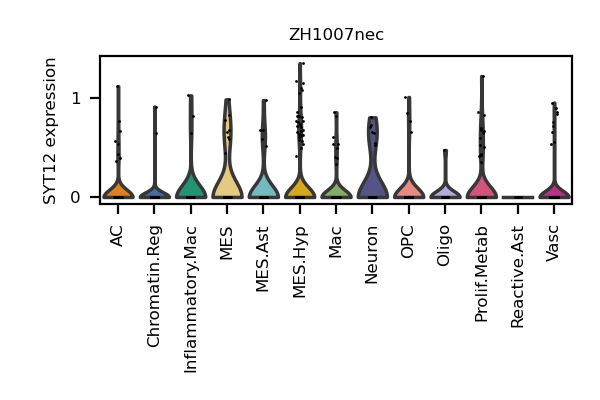 ZH1007nec
SYT12 expression
1
0
AC
Chromatin.Reg
Inflammatory.Mac
MES
MES.Ast
MES.Hyp
Mac
Neuron
OPC
Oligo
Prolif.Metab
Reactive.Ast
Vasc